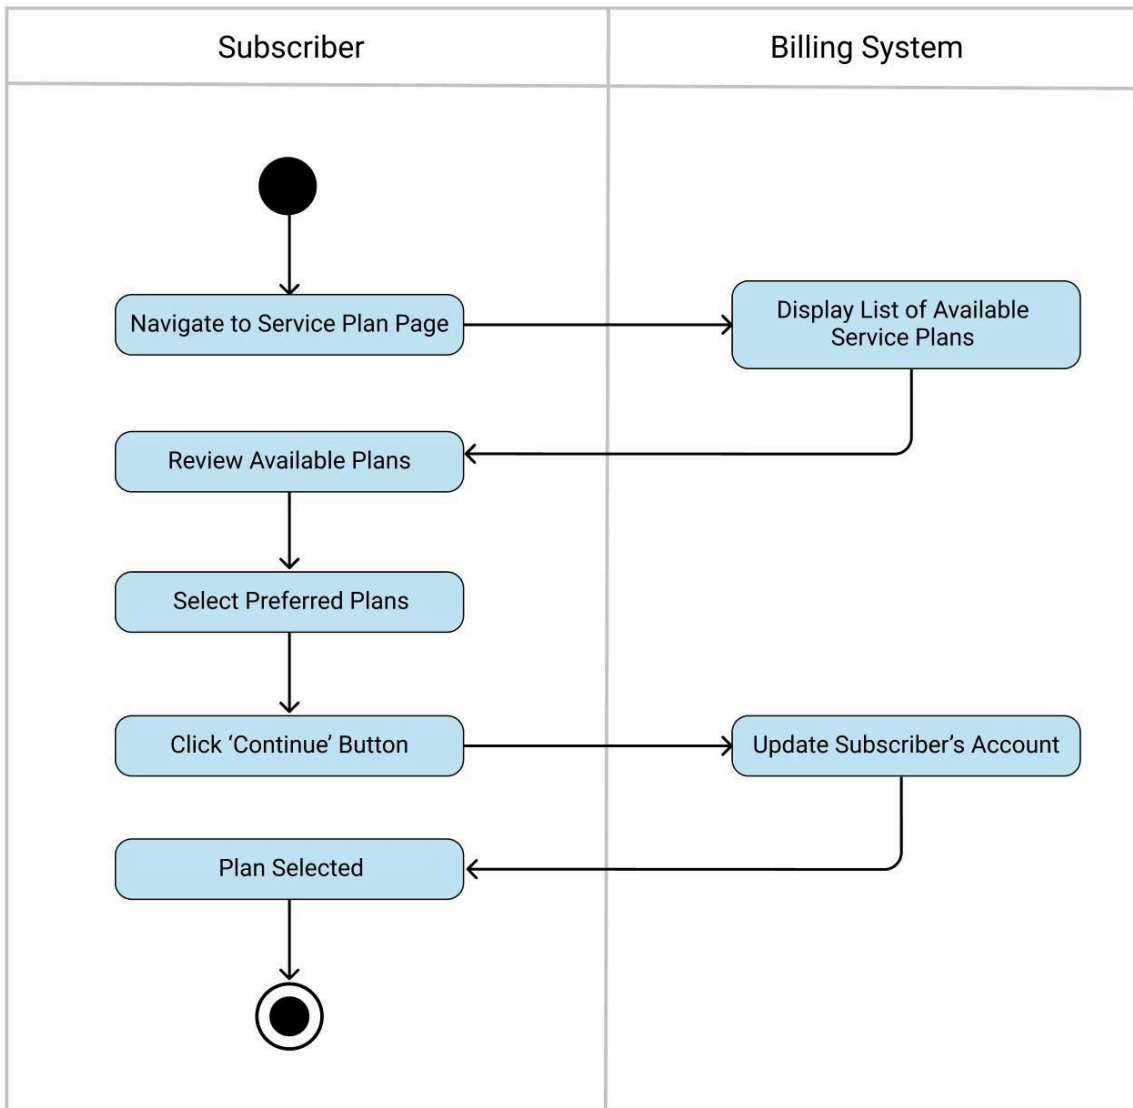 Subscriber
Billing System
Navigate to Service Plan Page
Display List of Available
Service Plans
Review Available Plans
Select Preferred Plans
Click ‘Continue’ Button
Update Subscriber’s Account
Plan Selected